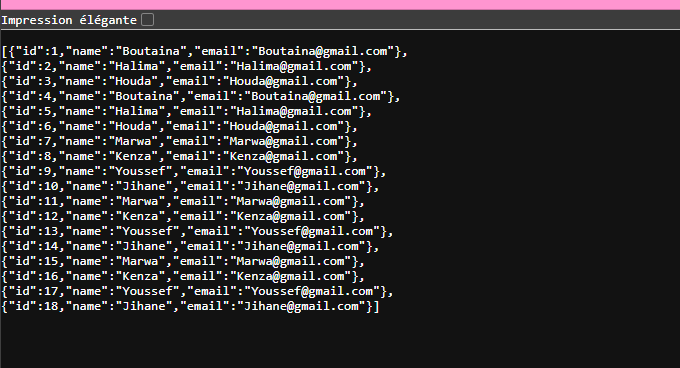 Impression élégante
[{"id":1,"name":"Boutaina","email":"Boutaina@gmail.com"},
{"id":2,"name":"Halima","email":"Halima@gmail.com"},
{"id":3,"name":"Houda","email":"Houda@gmail.com"},
{"id":4,"name":"Boutaina","email":"Boutaina@gmail.com"},
{"id":5,"name":"Halima","email":"Halima@gmail.com"},
{"id":6,"name":"Houda","email":"Houda@gmail.com"},
{"id":7,"name":"Marwa","email":"Marwa@gmail.com"},
{"id":8,"name":"Kenza","email":"Kenza@gmail.com"},
{"id":9,"name":"Youssef","email":"Youssef@gmail.com"},
{"id":10,"name":"Jihane","email":"Jihane@gmail.com"},
{"id":11,"name":"Marwa","email":"Marwa@gmail.com"},
{"id":12,"name":"Kenza","email":"Kenza@gmail.com"},
{"id":13,"name":"Youssef","email":"Youssef@gmail.com"},
{"id":14,"name":"Jihane","email":"Jihane@gmail.com"},
{"id":15,"name":"Marwa","email":"Marwa@gmail.com"},
{"id":16,"name":"Kenza","email":"Kenza@gmail.com"},
{"id":17,"name":"Youssef","email":"Youssef@gmail.com"},
{"id":18,"name":"Jihane","email":"Jihane@gmail.com"}]